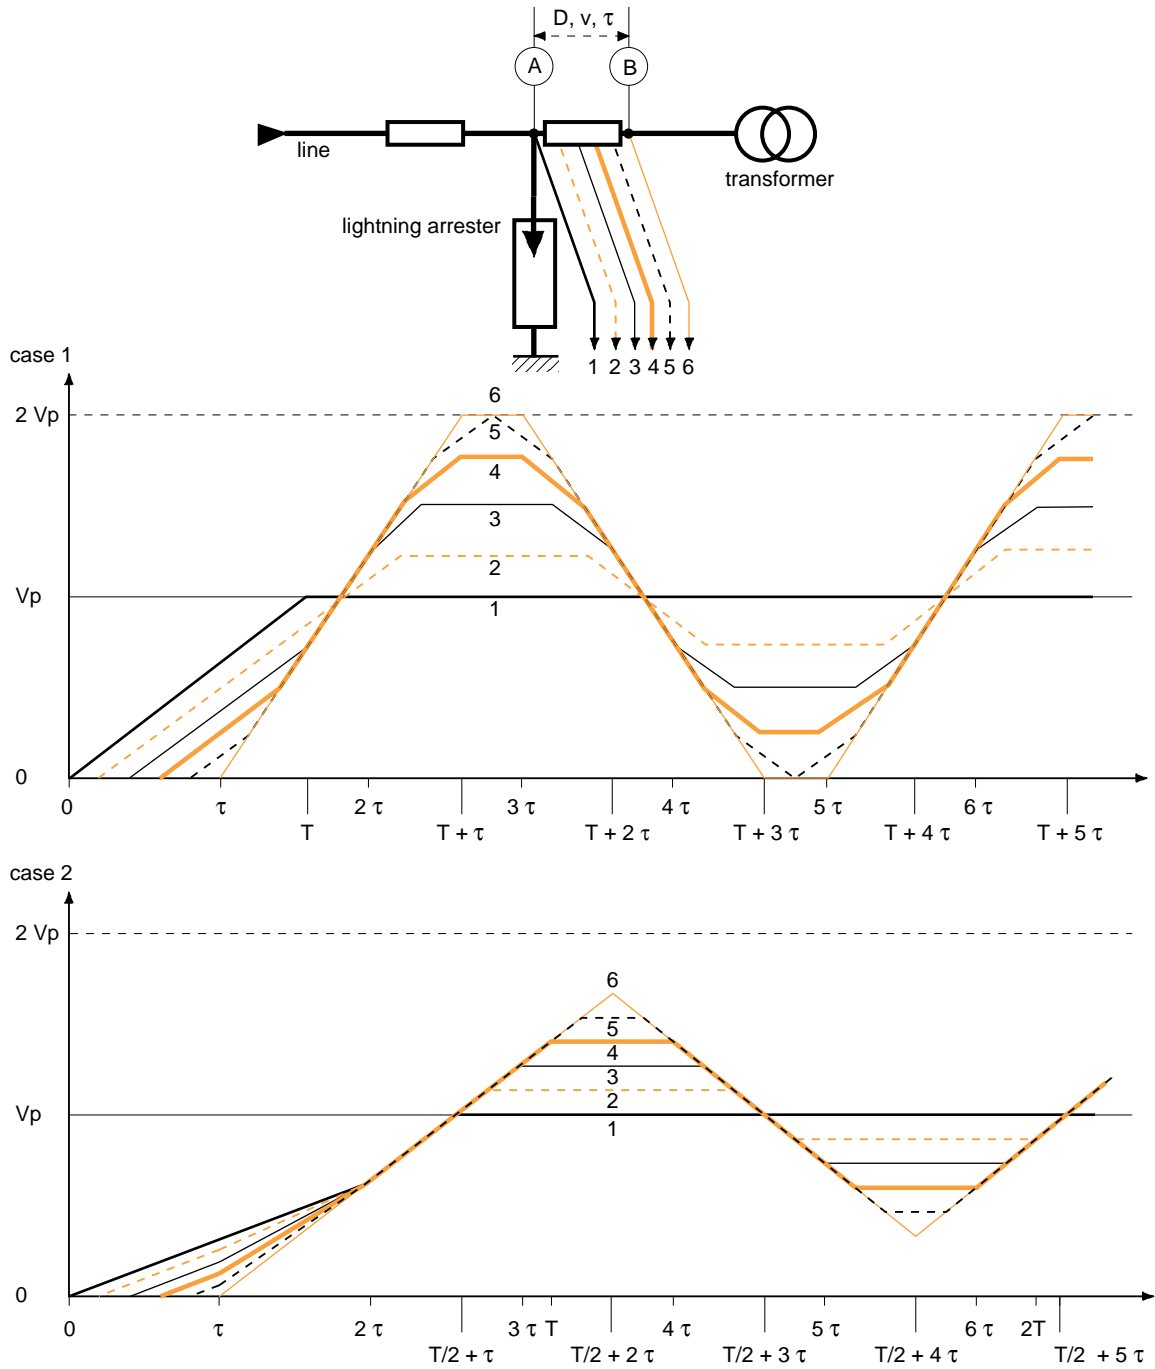 D, v, τ
A B
line
transformer
lightning arrester
1 2 3 4 5 6
case 1
2 Vp
6
5
4
3
2
Vp
1
0
0 τ 2 τ 3 τ 4 τ 5 τ 6 τ
T T + τ T + 2 τ T + 3 τ T + 4 τ T + 5 τ
case 2
2 Vp
6
5
4
3
2
Vp
1
0
0 τ 2 τ 3 τ T 4 τ 5 τ 6 τ 2T
T/2 + τ T/2 + 2 τ T/2 + 3 τ T/2 + 4 τ T/2 + 5 τ